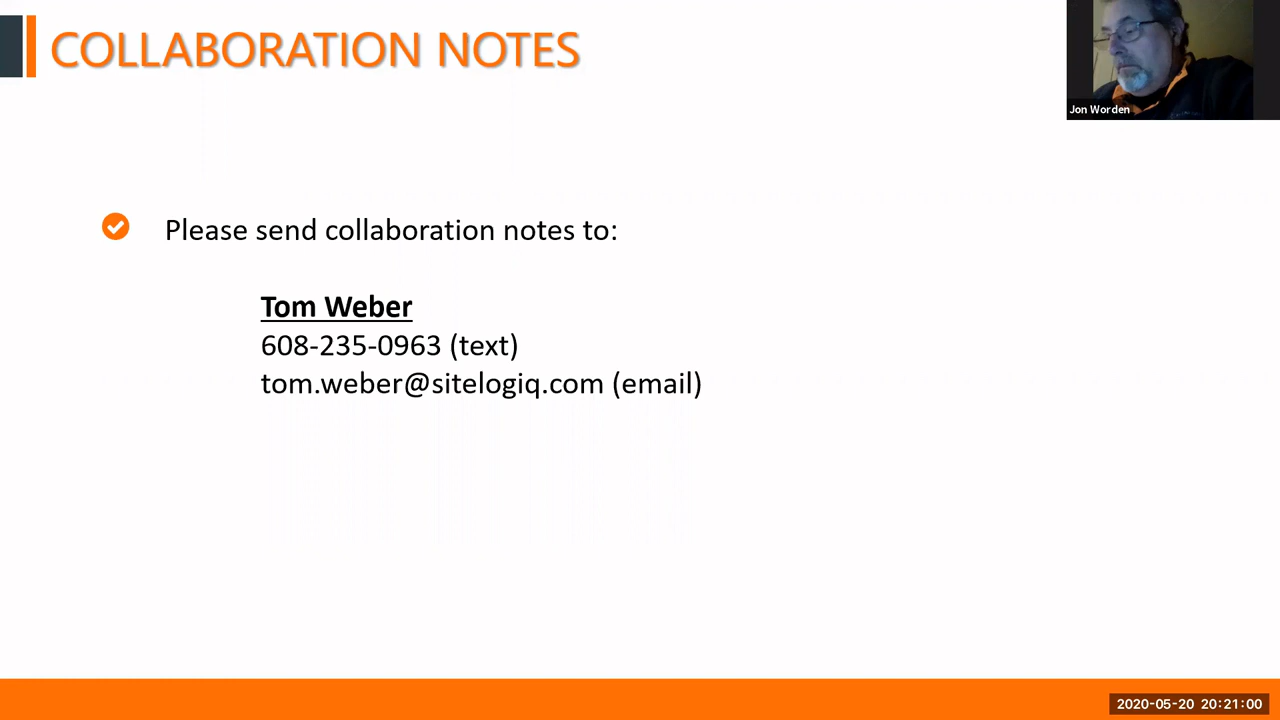 COLLABORATION NOTES
Jon Worden
Please send collaboration notes to:
Tom Weber
608-235-0963 (text)
tom.weber@sitelogiq.com (email)
2020-05-20 20:21:00